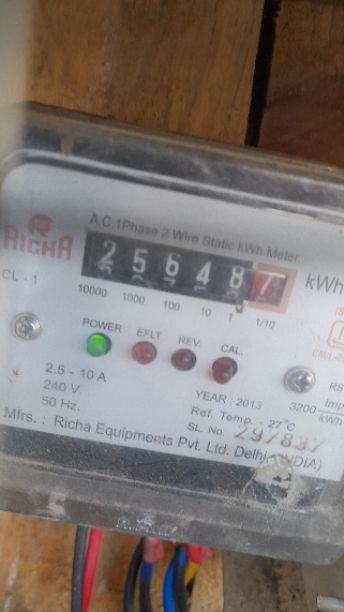 A.C.1Phase 2 Wire Static kWh Meter.
RICHA
2 5 6 4 8 7 kWh
CL - 1
10000 1000 100 10 1 1/10
POWER EFLT REV. CAL.
2.5 - 10 A
240 V.
50 Hz.
YEAR : 2013
Ref. Temp. - 27°C
SL. No. 297837
3200 Imp
kWh
Mfrs. : Richa Equipments Pvt. Ltd. Delhi (INDIA)